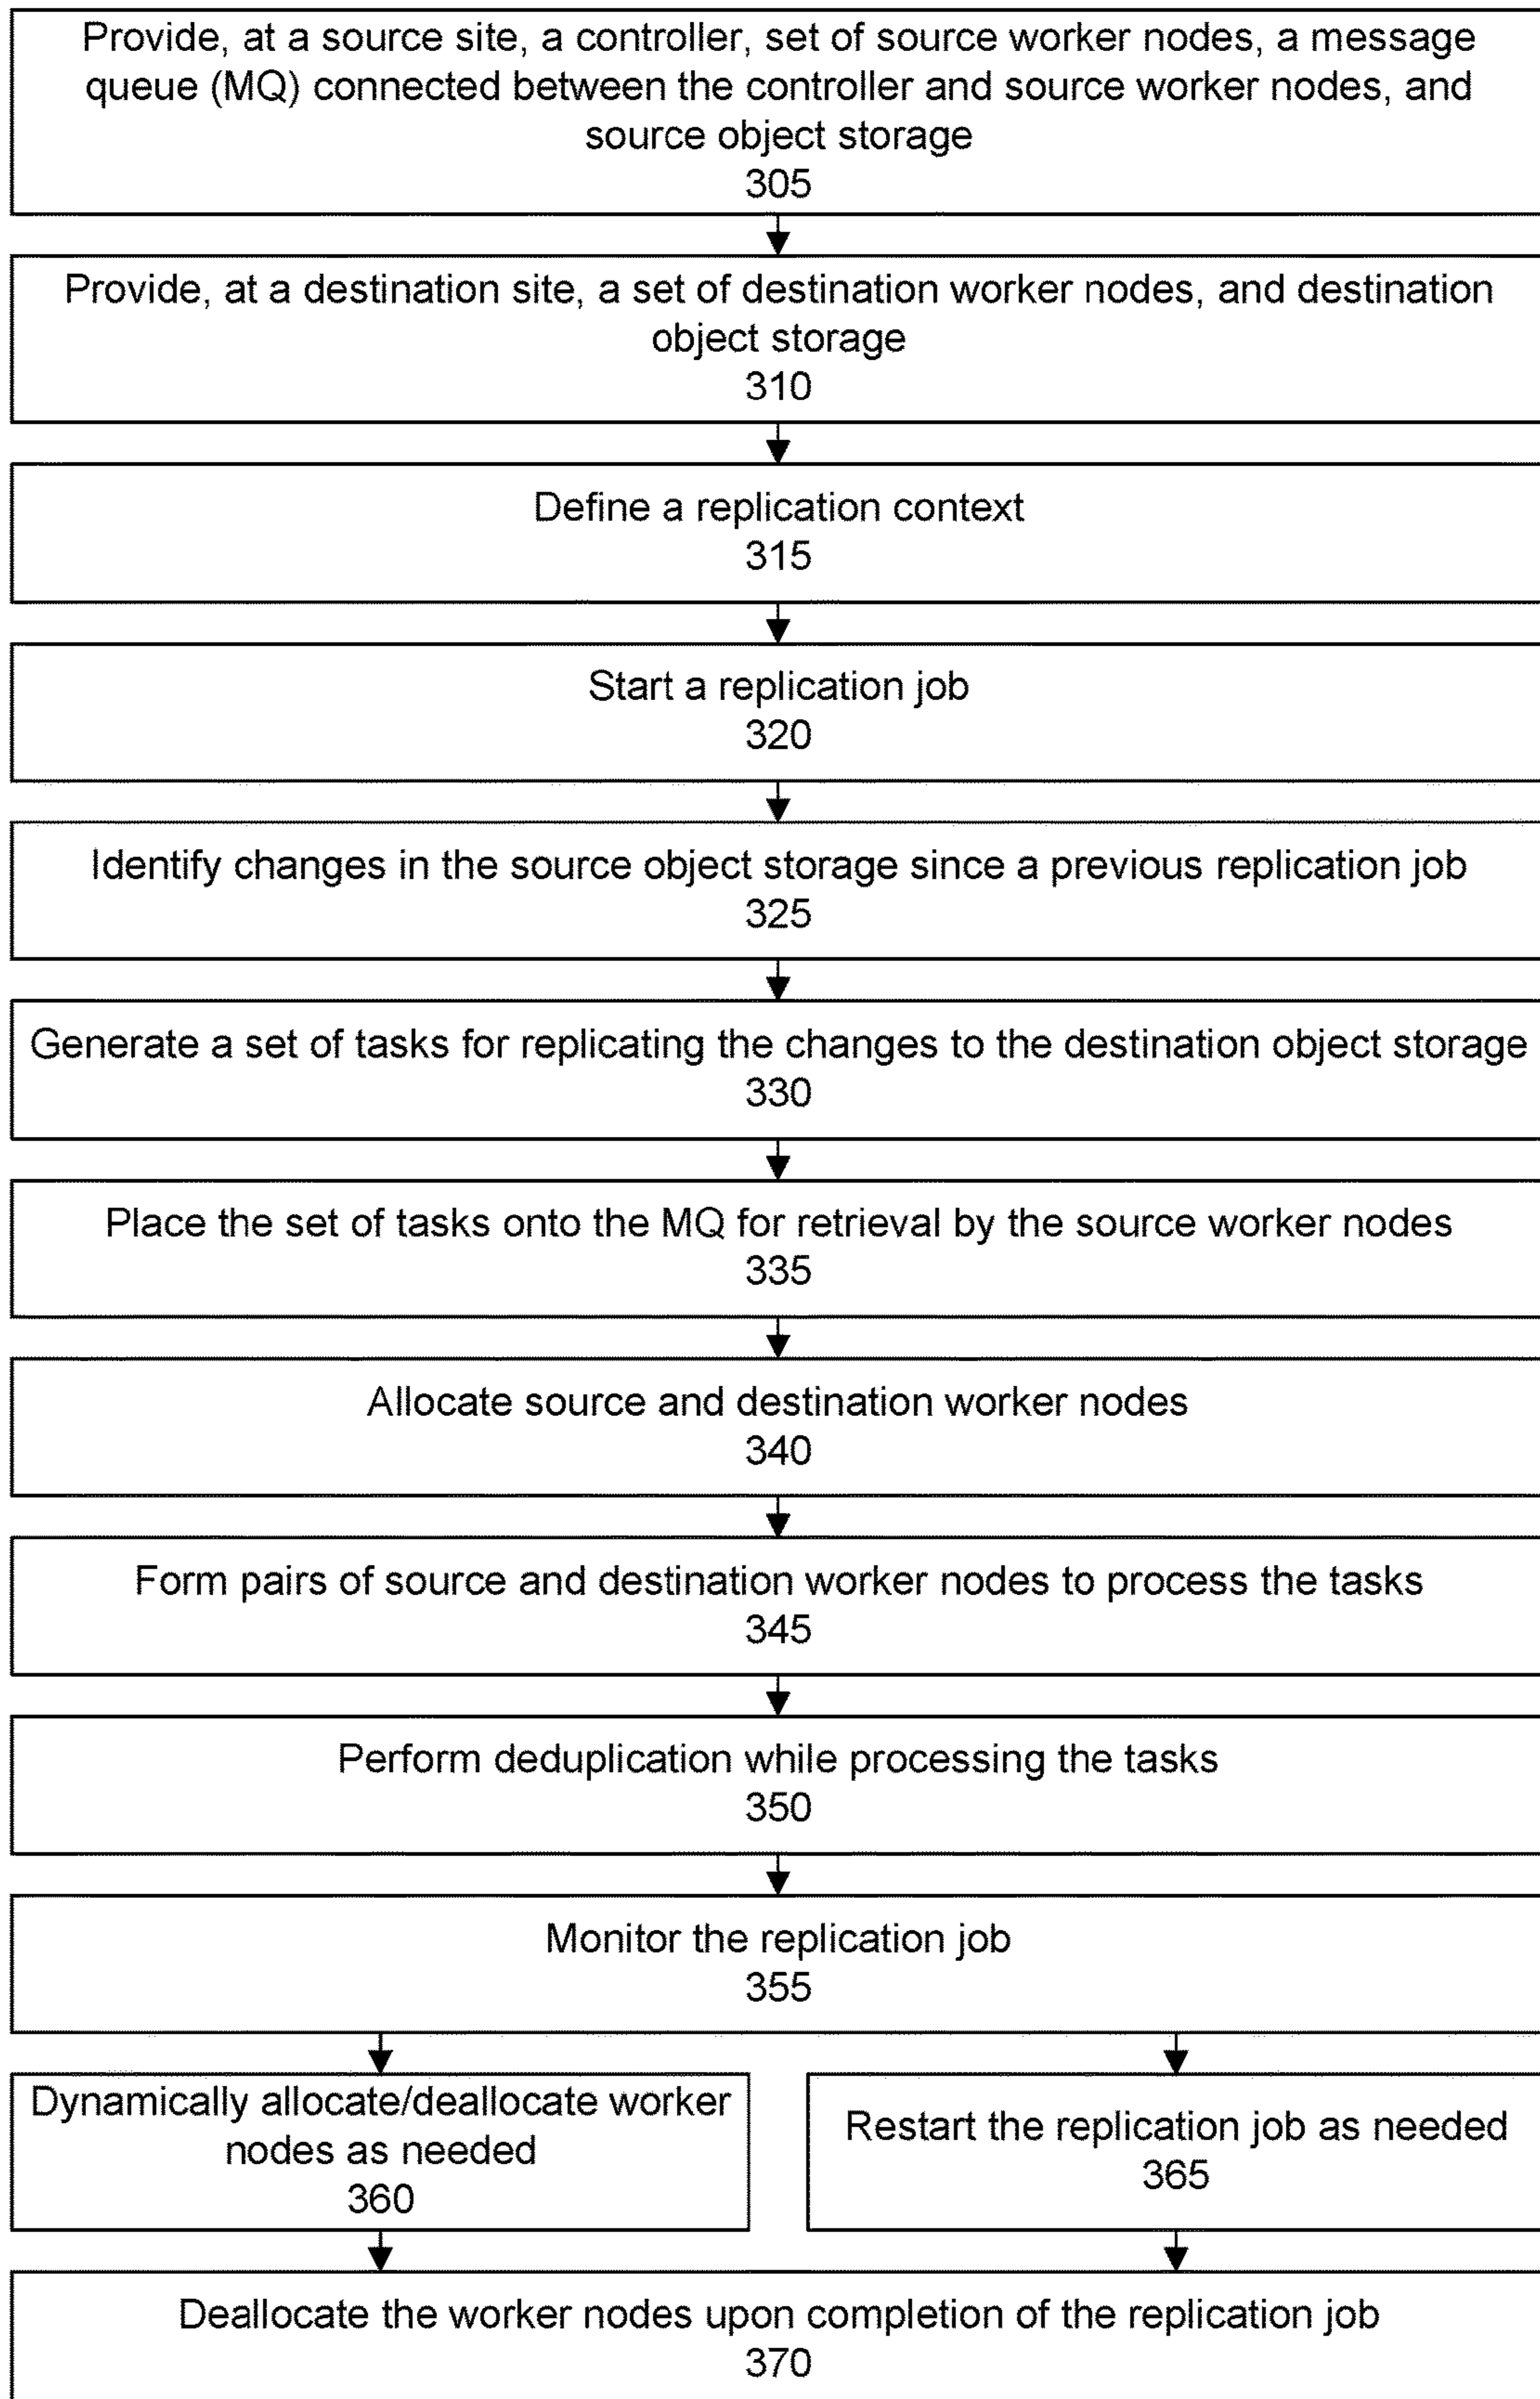 Provide, at a source site, a controller, set of source worker nodes, a message
queue (MQ) connected between the controller and source worker nodes, and
source object storage
305
Provide, at a destination site, a set of destination worker nodes, and destination
object storage
310
Define a replication context
315
Start a replication job
320
Identify changes in the source object storage since a previous replication job
325
Generate a set of tasks for replicating the changes to the destination object storage
330
Place the set of tasks onto the MQ for retrieval by the source worker nodes
335
Allocate source and destination worker nodes
340
Form pairs of source and destination worker nodes to process the tasks
345
Perform deduplication while processing the tasks
350
Monitor the replication job
355
Dynamically allocate/deallocate worker
nodes as needed
360
Restart the replication job as needed
365
Deallocate the worker nodes upon completion of the replication job
370